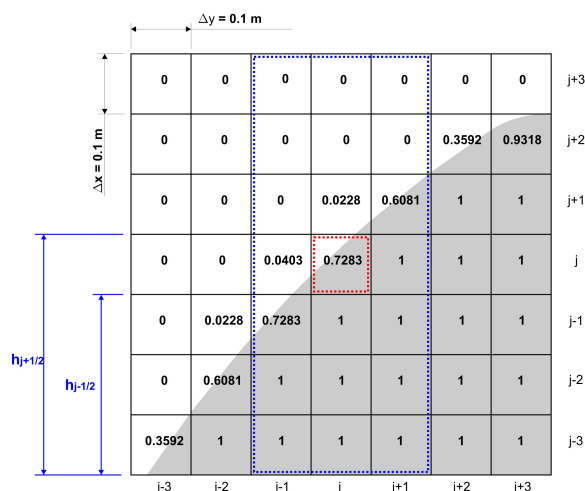 Δy = 0.1 m
Δx = 0.1 m
0 0 0 0 0 0 0 j+3
0 0 0 0 0 0.3592 0.9318 j+2
0 0 0 0.0228 0.6081 1 1 j+1
0 0 0.0403 0.7283 1 1 1 j
0 0.0228 0.7283 1 1 1 1 j-1
0 0.6081 1 1 1 1 1 j-2
0.3592 1 1 1 1 1 1 j-3
hj+1/2
hj-1/2
i-3 i-2 i-1 i i+1 i+2 i+3